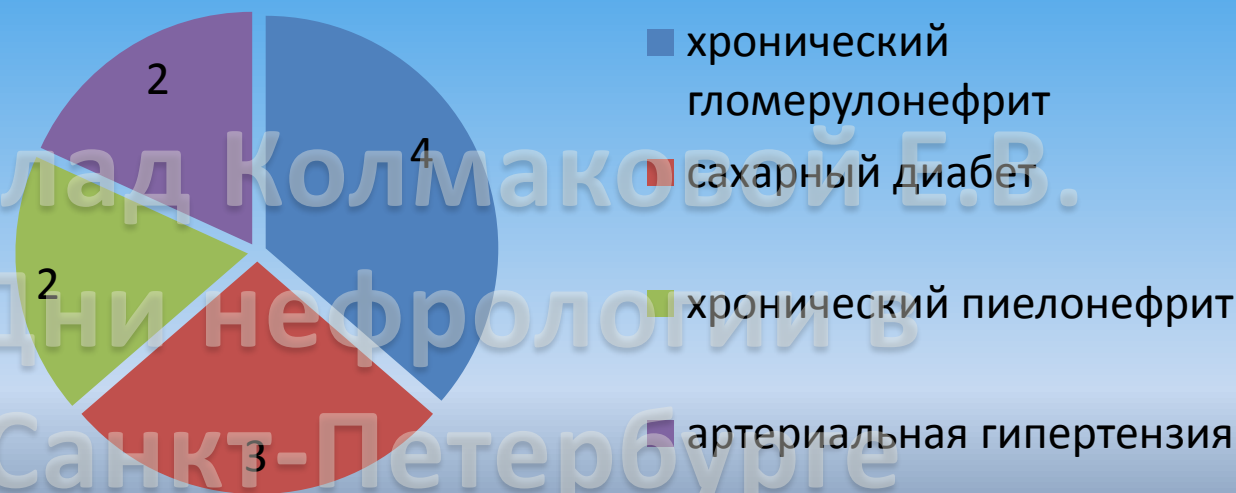 2
4
2
3
хронический
гломерулонефрит
сахарный диабет
хронический пиелонефрит
артериальная гипертензия
лад Колмаковой Е.В.
Дни нефрологии в
Санкт-Петербурге